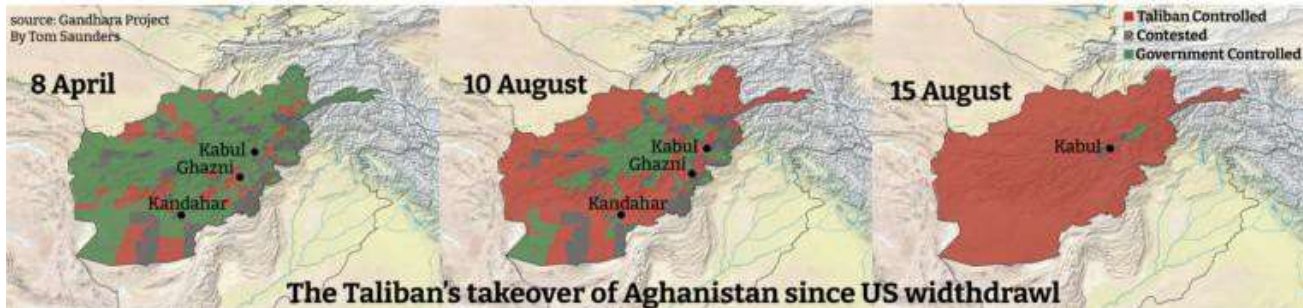 source: Gandhara Project
By Tom Saunders
8 April
Kabul
Ghazni
Kandahar
10 August
Kabul
Ghazni
Kandahar
15 August
Kabul
Taliban Controlled
Contested
Government Controlled
The Taliban's takeover of Aghanistan since US widthdrawl